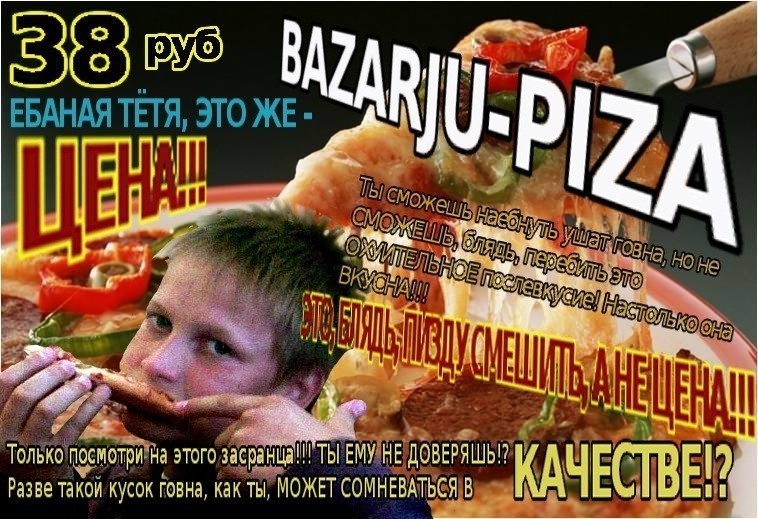 38 руб
BAZARJU-PIZA
ЕБАНАЯ ТЁТЯ, ЭТО ЖЕ -
ЦЕНА!!!
Ты сможешь наебнуть ушат говна, но не
СМОЖЕШЬ, блядь, перебить это
ОХУИТЕЛЬНОЕ послевкусие! Настолько она
ВКУСНА!!!
ЭТО, БЛЯДЬ, ПИЗДУ СМЕШИТЬ, А НЕ ЦЕНА!!!
Только посмотри на этого засранца!!! ТЫ ЕМУ НЕ ДОВЕРЯШЬ!?
Разве такой кусок говна, как ты, МОЖЕТ СОМНЕВАТЬСЯ В
КАЧЕСТВЕ!?